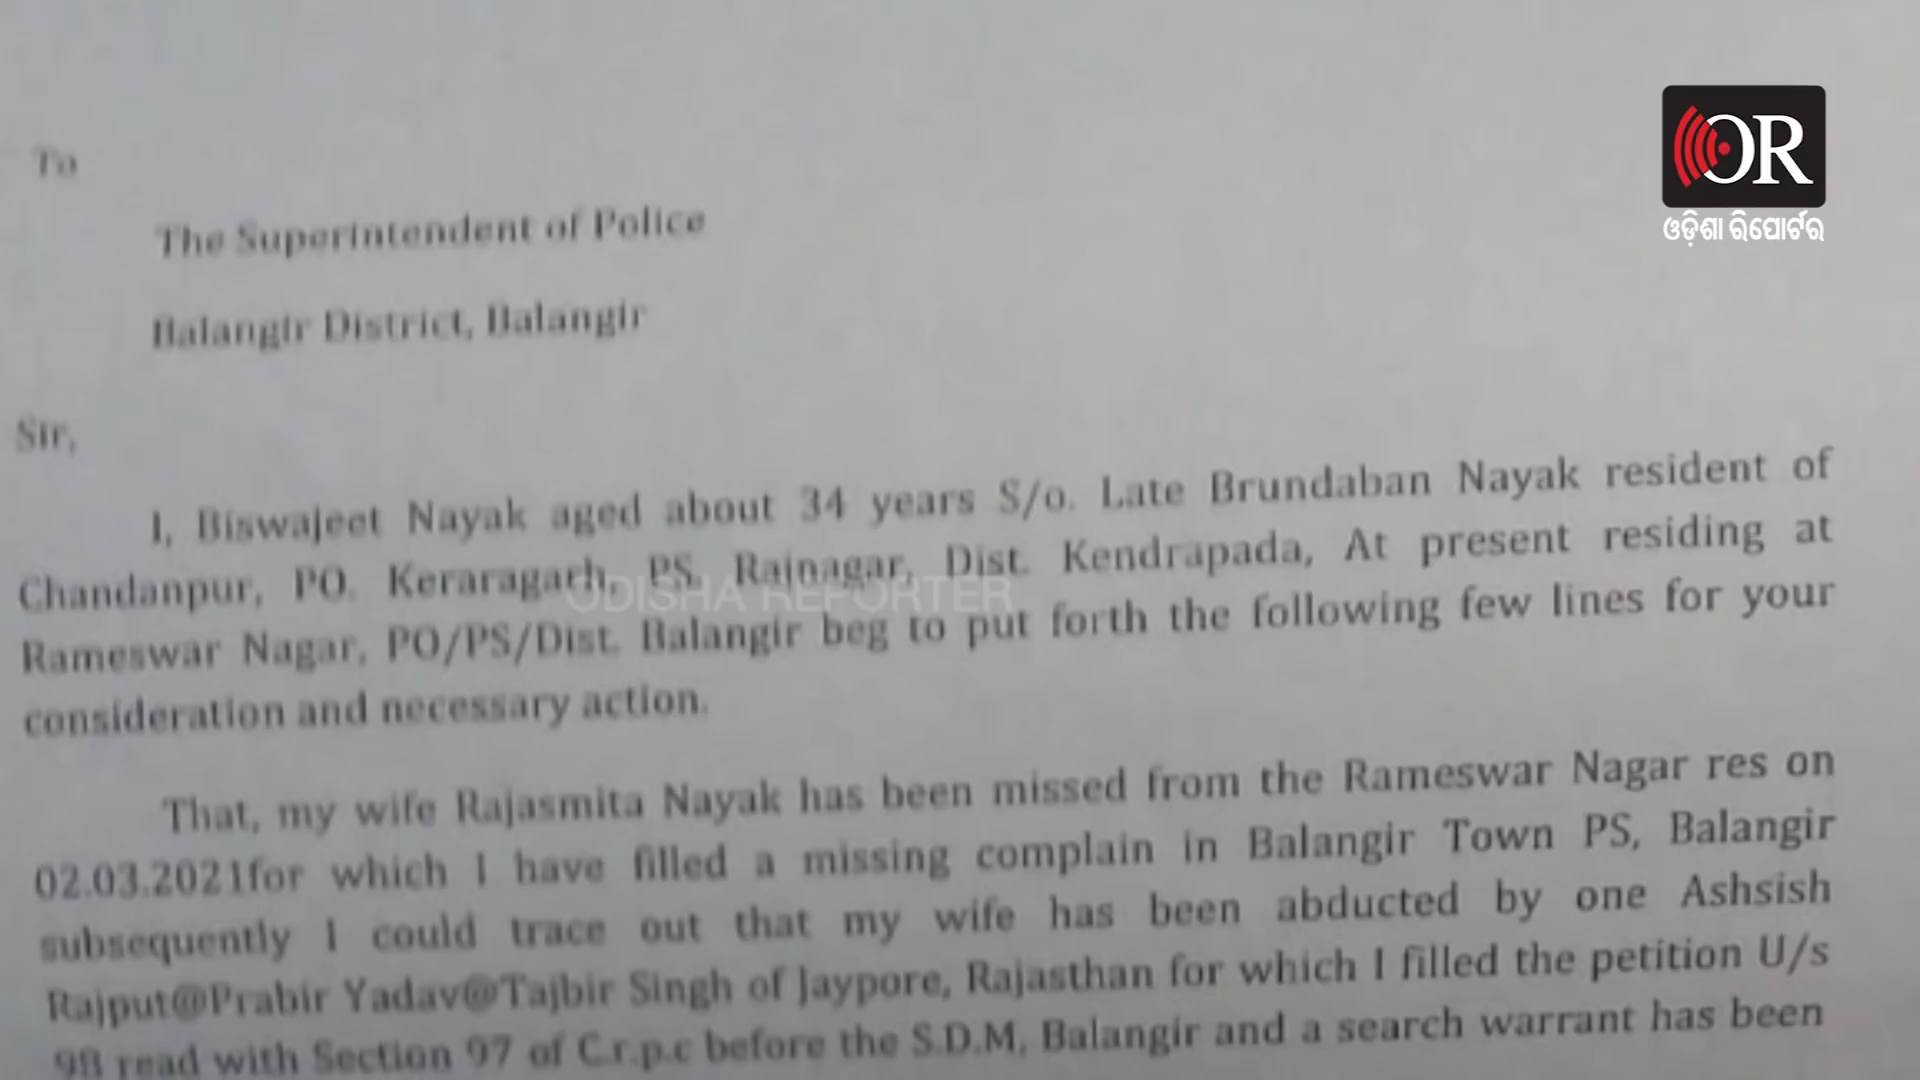 OR
ଓଡ଼ିଶା ରିପୋର୍ଟର
To
The Superintendent of Police
Balangir District, Balangir
Sir,
I, Biswajeet Nayak aged about 34 years S/o. Late Brundaban Nayak resident of
Chandanpur, PO. Keraragarh, PS. Rajnagar, Dist. Kendrapada, At present residing at
ODISHA REPORTER
Rameswar Nagar, PO/PS/Dist. Balangir beg to put forth the following few lines for your
consideration and necessary action.
That, my wife Rajasmita Nayak has been missed from the Rameswar Nagar res on
02.03.2021for which I have filled a missing complain in Balangir Town PS, Balangir
subsequently I could trace out that my wife has been abducted by one Ashsish
Rajput@Prabir Yadav@Tajbir Singh of Jaypore, Rajasthan for which I filled the petition U/s
98 read with Section 97 of C.r.p.c before the S.D.M, Balangir and a search warrant has been